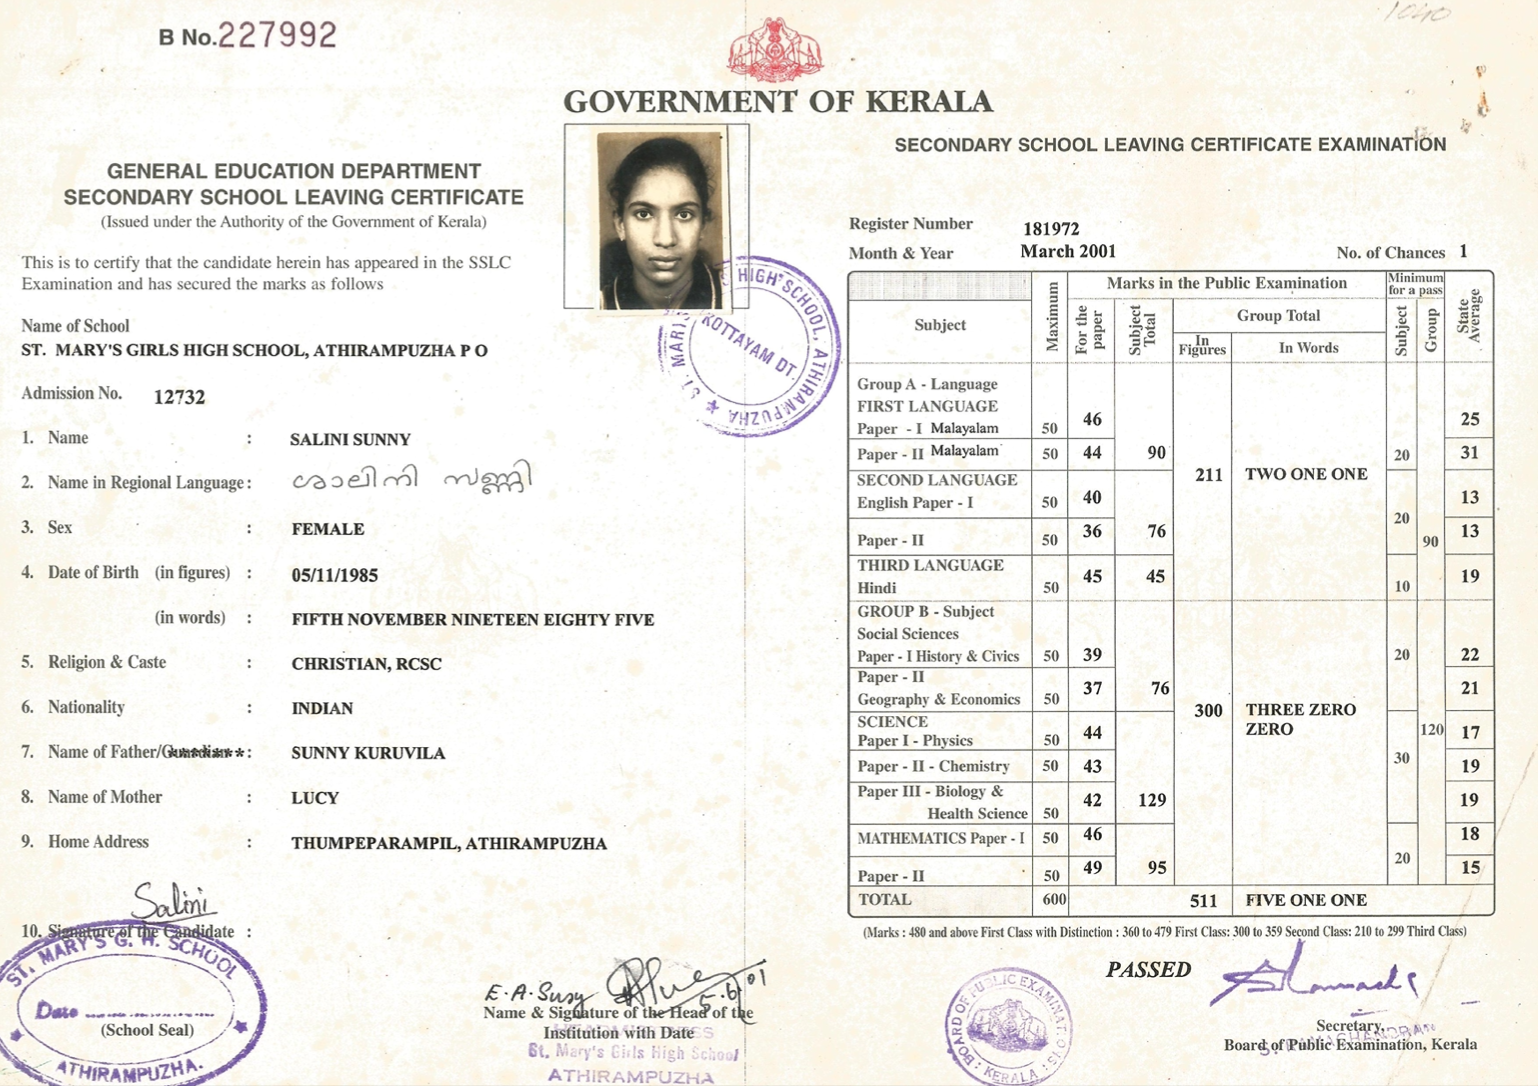 B No.227992
GOVERNMENT OF KERALA
GENERAL EDUCATION DEPARTMENT
SECONDARY SCHOOL LEAVING CERTIFICATE
(Issued under the Authority of the Government of Kerala)
This is to certify that the candidate herein has appeared in the SSLC
Examination and has secured the marks as follows
Name of School
ST. MARY'S GIRLS HIGH SCHOOL, ATHIRAMPUZHA P O
Admission No. 12732
1. Name : SALINI SUNNY
2. Name in Regional Language : ശാലിനി സണ്ണി
3. Sex : FEMALE
4. Date of Birth (in figures) : 05/11/1985
(in words) : FIFTH NOVEMBER NINETEEN EIGHTY FIVE
5. Religion & Caste : CHRISTIAN, RCSC
6. Nationality : INDIAN
7. Name of Father/Guardian : SUNNY KURUVILA
8. Name of Mother : LUCY
9. Home Address : THUMPEPARAMPIL, ATHIRAMPUZHA
Salini
10. Signature of the Candidate :
ST. MARY'S G. H. SCHOOL
Date
(School Seal)
ATHIRAMPUZHA.
E.A. Susy
5.6.01
Name & Signature of the Head of the
Institution with Date
St. Mary's Girls High School
ATHIRAMPUZHA
ST. MARY'S HIGH SCHOOL, ATHIRAMPUZHA
KOTTAYAM DT.
1040
SECONDARY SCHOOL LEAVING CERTIFICATE EXAMINATION
Register Number 181972
Month & Year March 2001 No. of Chances 1
Subject Maximum For the paper Subject Total Marks in the Public Examination Group Total In Figures In Words Minimum for a pass Subject Group State Average
Group A - Language
FIRST LANGUAGE
Paper - I Malayalam 50 46 25
Paper - II Malayalam 50 44 90 20 31
211 TWO ONE ONE
SECOND LANGUAGE
English Paper - I 50 40 20 13
Paper - II 50 36 76 90 13
THIRD LANGUAGE
Hindi 50 45 45 10 19
GROUP B - Subject
Social Sciences
Paper - I History & Civics 50 39 20 22
Paper - II
Geography & Economics 50 37 76 21
300 THREE ZERO ZERO
SCIENCE
Paper I - Physics 50 44 120 17
Paper - II - Chemistry 50 43 30 19
Paper III - Biology &
Health Science 50 42 129 19
MATHEMATICS Paper - I 50 46 18
Paper - II 50 49 95 20 15
TOTAL 600 511 FIVE ONE ONE
(Marks : 480 and above First Class with Distinction : 360 to 479 First Class: 300 to 359 Second Class: 210 to 299 Third Class)
PASSED
BOARD OF PUBLIC EXAMINATIONS
KERALA
Secretary,
Board of Public Examination, Kerala